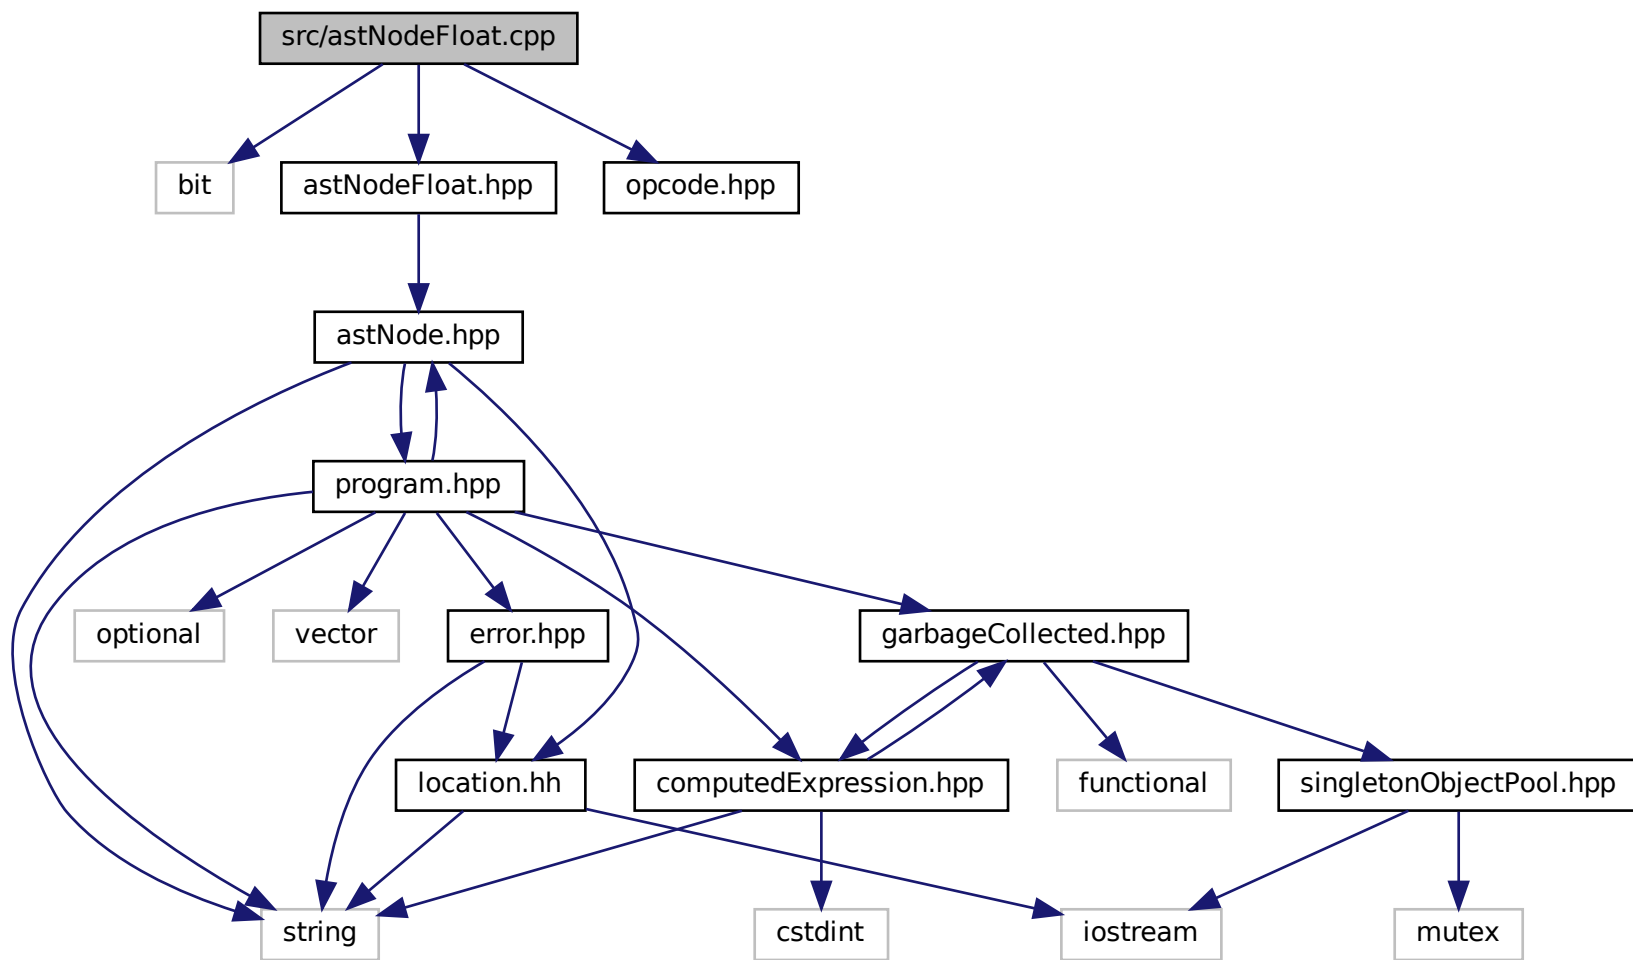 src/astNodeFloat.cpp
bit
astNodeFloat.hpp
opcode.hpp
astNode.hpp
program.hpp
optional
vector
error.hpp
garbageCollected.hpp
location.hh
computedExpression.hpp
functional
singletonObjectPool.hpp
string
cstdint
iostream
mutex